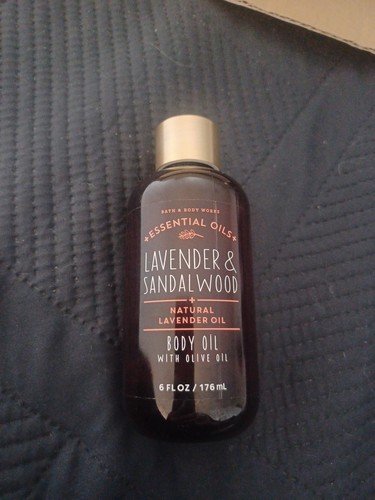 BATH & BODY WORKS
ESSENTIAL OILS
LAVENDER &
SANDALWOOD
+
NATURAL
LAVENDER OIL
BODY OIL
WITH OLIVE OIL
6 FL OZ / 176 mL